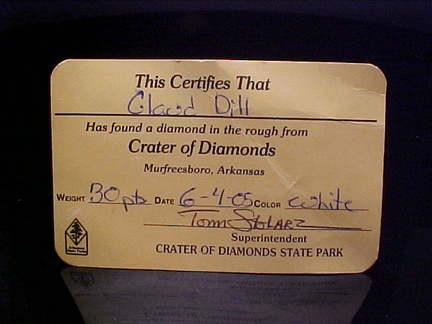 This Certifies That
Claud Dill
Has found a diamond in the rough from
Crater of Diamonds
Murfreesboro, Arkansas
WEIGHT 30 pts DATE 6-4-05 COLOR White
Tom Stolarz
Superintendent
CRATER OF DIAMONDS STATE PARK